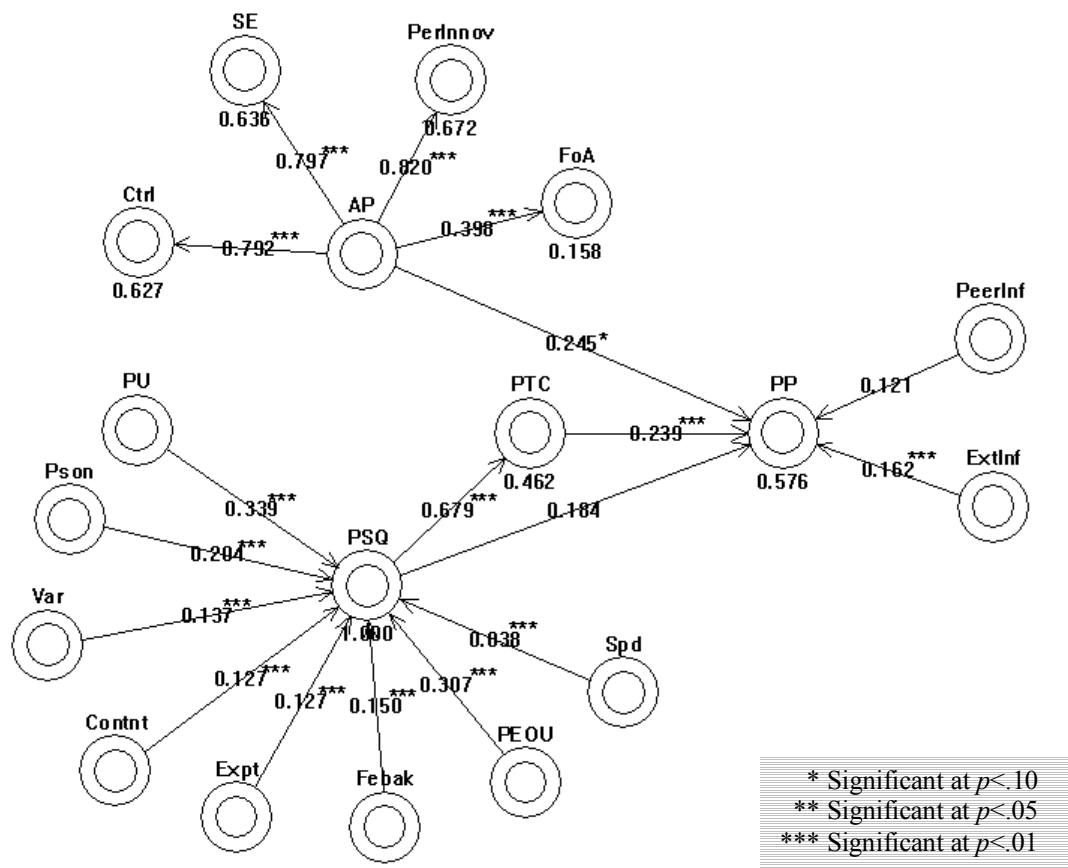 SE
PerInnov
0.636
0.672
0.797***
0.820***
FoA
Ctrl
AP
0.398***
0.792***
0.158
0.627
PeerInf
0.245*
PU
PTC
PP
0.121
0.239***
Pson
ExtInf
0.162***
0.462
0.576
0.339***
0.679***
0.184
PSQ
0.204***
Var
0.137***
1.000
0.038***
Spd
0.127***
0.127***
0.150***
0.307***
Contnt
PEOU
Expt
Febak
* Significant at p<.10
** Significant at p<.05
*** Significant at p<.01